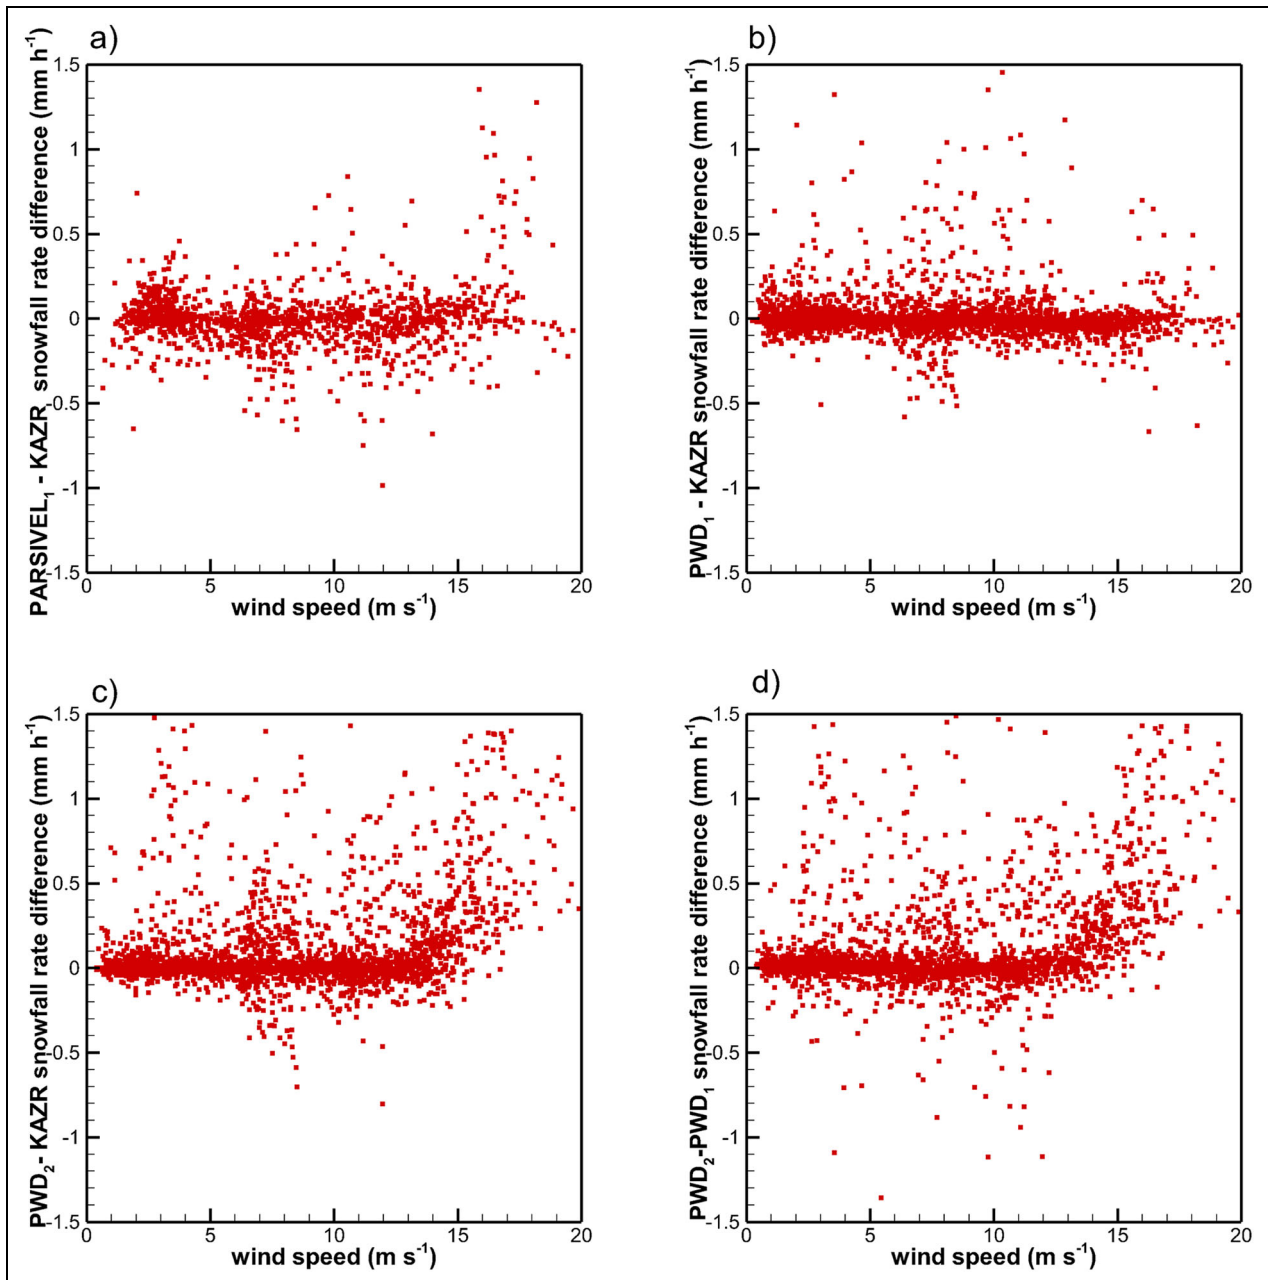 a)
PARSIVEL₁ - KAZR snowfall rate difference (mm h⁻¹)
1.5
1
0.5
0
-0.5
-1
-1.5
0 5 10 15 20
wind speed (m s⁻¹)
b)
PWD₁ - KAZR snowfall rate difference (mm h⁻¹)
1.5
1
0.5
0
-0.5
-1
-1.5
0 5 10 15 20
wind speed (m s⁻¹)
c)
PWD₂- KAZR snowfall rate difference (mm h⁻¹)
1.5
1
0.5
0
-0.5
-1
-1.5
0 5 10 15 20
wind speed (m s⁻¹)
d)
PWD₂-PWD₁ snowfall rate difference (mm h⁻¹)
1.5
1
0.5
0
-0.5
-1
-1.5
0 5 10 15 20
wind speed (m s⁻¹)